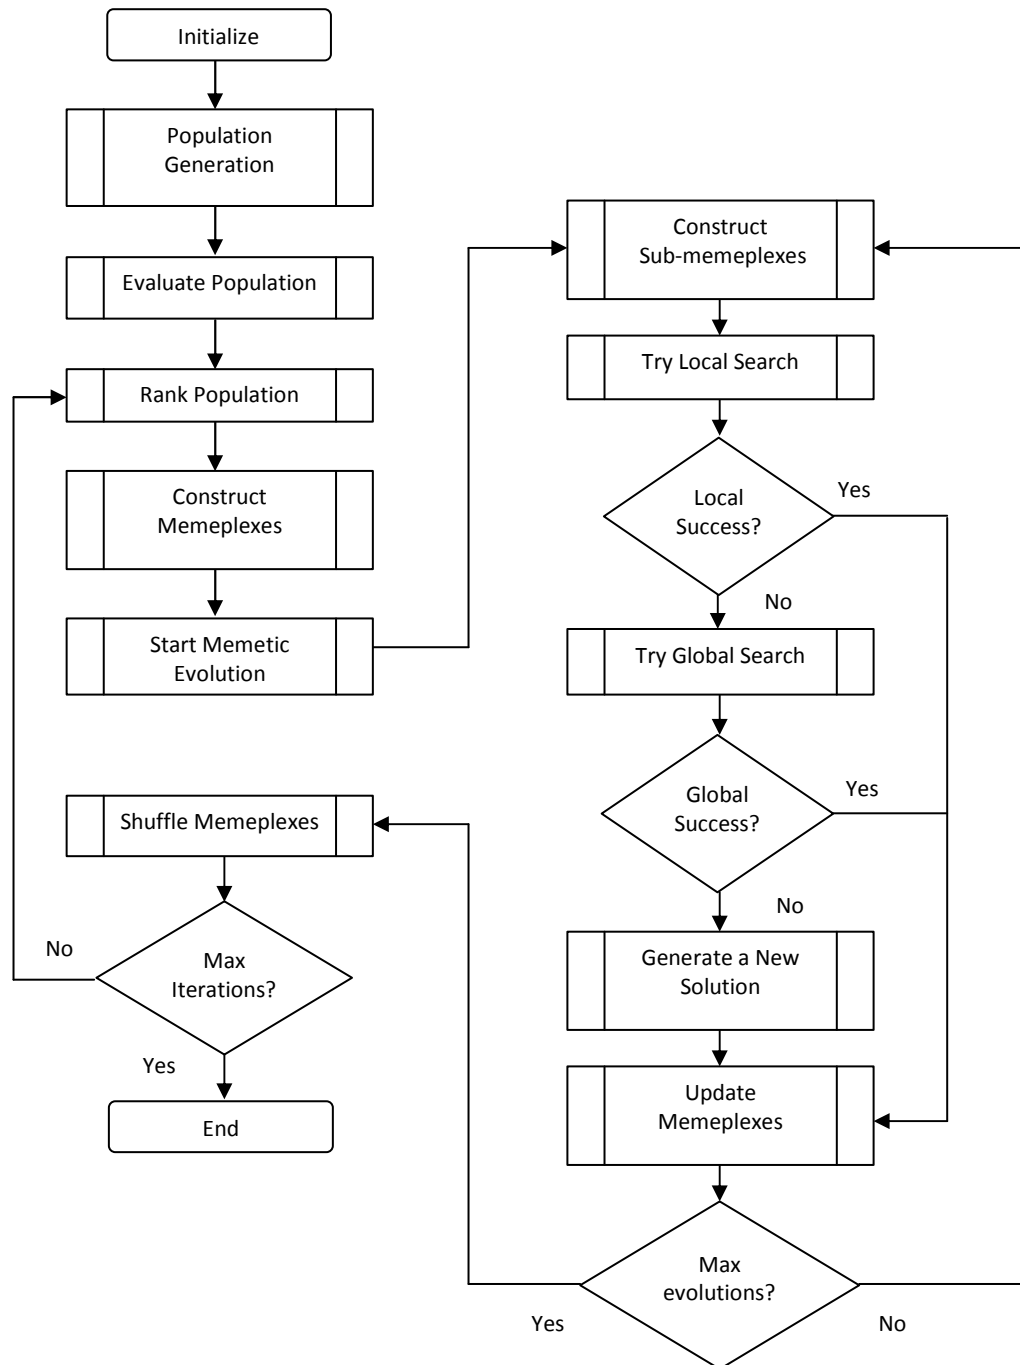 Initialize
Population
Generation
Evaluate Population
Rank Population
Construct
Memeplexes
Start Memetic
Evolution
Shuffle Memeplexes
No
Max
Iterations?
Yes
End
Construct
Sub-memeplexes
Try Local Search
Local
Success?
Yes
No
Try Global Search
Global
Success?
Yes
No
Generate a New
Solution
Update
Memeplexes
Max
evolutions?
Yes
No